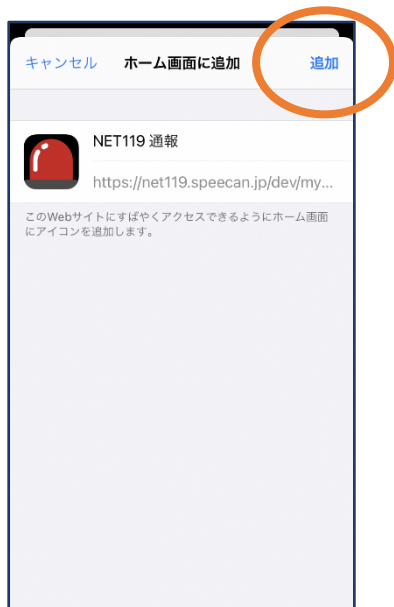 キャンセル ホーム画面に追加 追加
NET119 通報
https://net119.speecan.jp/dev/my...
このWebサイトにすばやくアクセスできるようにホーム画面
にアイコンを追加します。